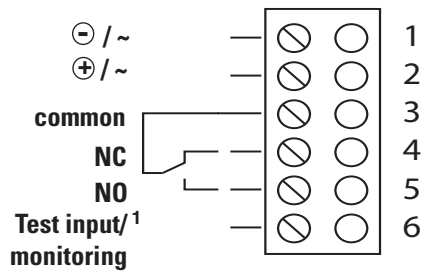 ⊖ / ~ 1
⊕ / ~ 2
common 3
NC 4
NO 5
Test input/ 1 6
monitoring